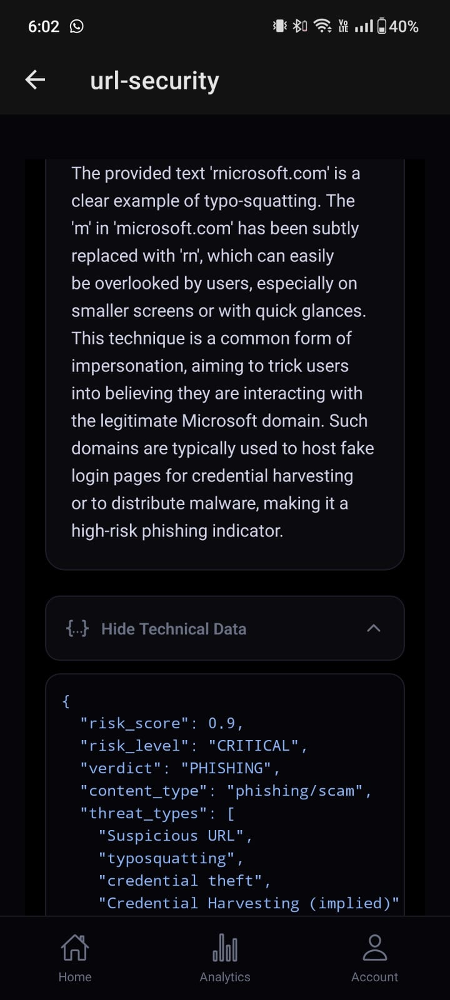 6:02
Vo LTE
40%
url-security
The provided text 'rnicrosoft.com' is a
clear example of typo-squatting. The
'm' in 'microsoft.com' has been subtly
replaced with 'rn', which can easily
be overlooked by users, especially on
smaller screens or with quick glances.
This technique is a common form of
impersonation, aiming to trick users
into believing they are interacting with
the legitimate Microsoft domain. Such
domains are typically used to host fake
login pages for credential harvesting
or to distribute malware, making it a
high-risk phishing indicator.
{...} Hide Technical Data
{
"risk_score": 0.9,
"risk_level": "CRITICAL",
"verdict": "PHISHING",
"content_type": "phishing/scam",
"threat_types": [
"Suspicious URL",
"typosquatting",
"credential theft",
"Credential Harvesting (implied)"
Home
Analytics
Account